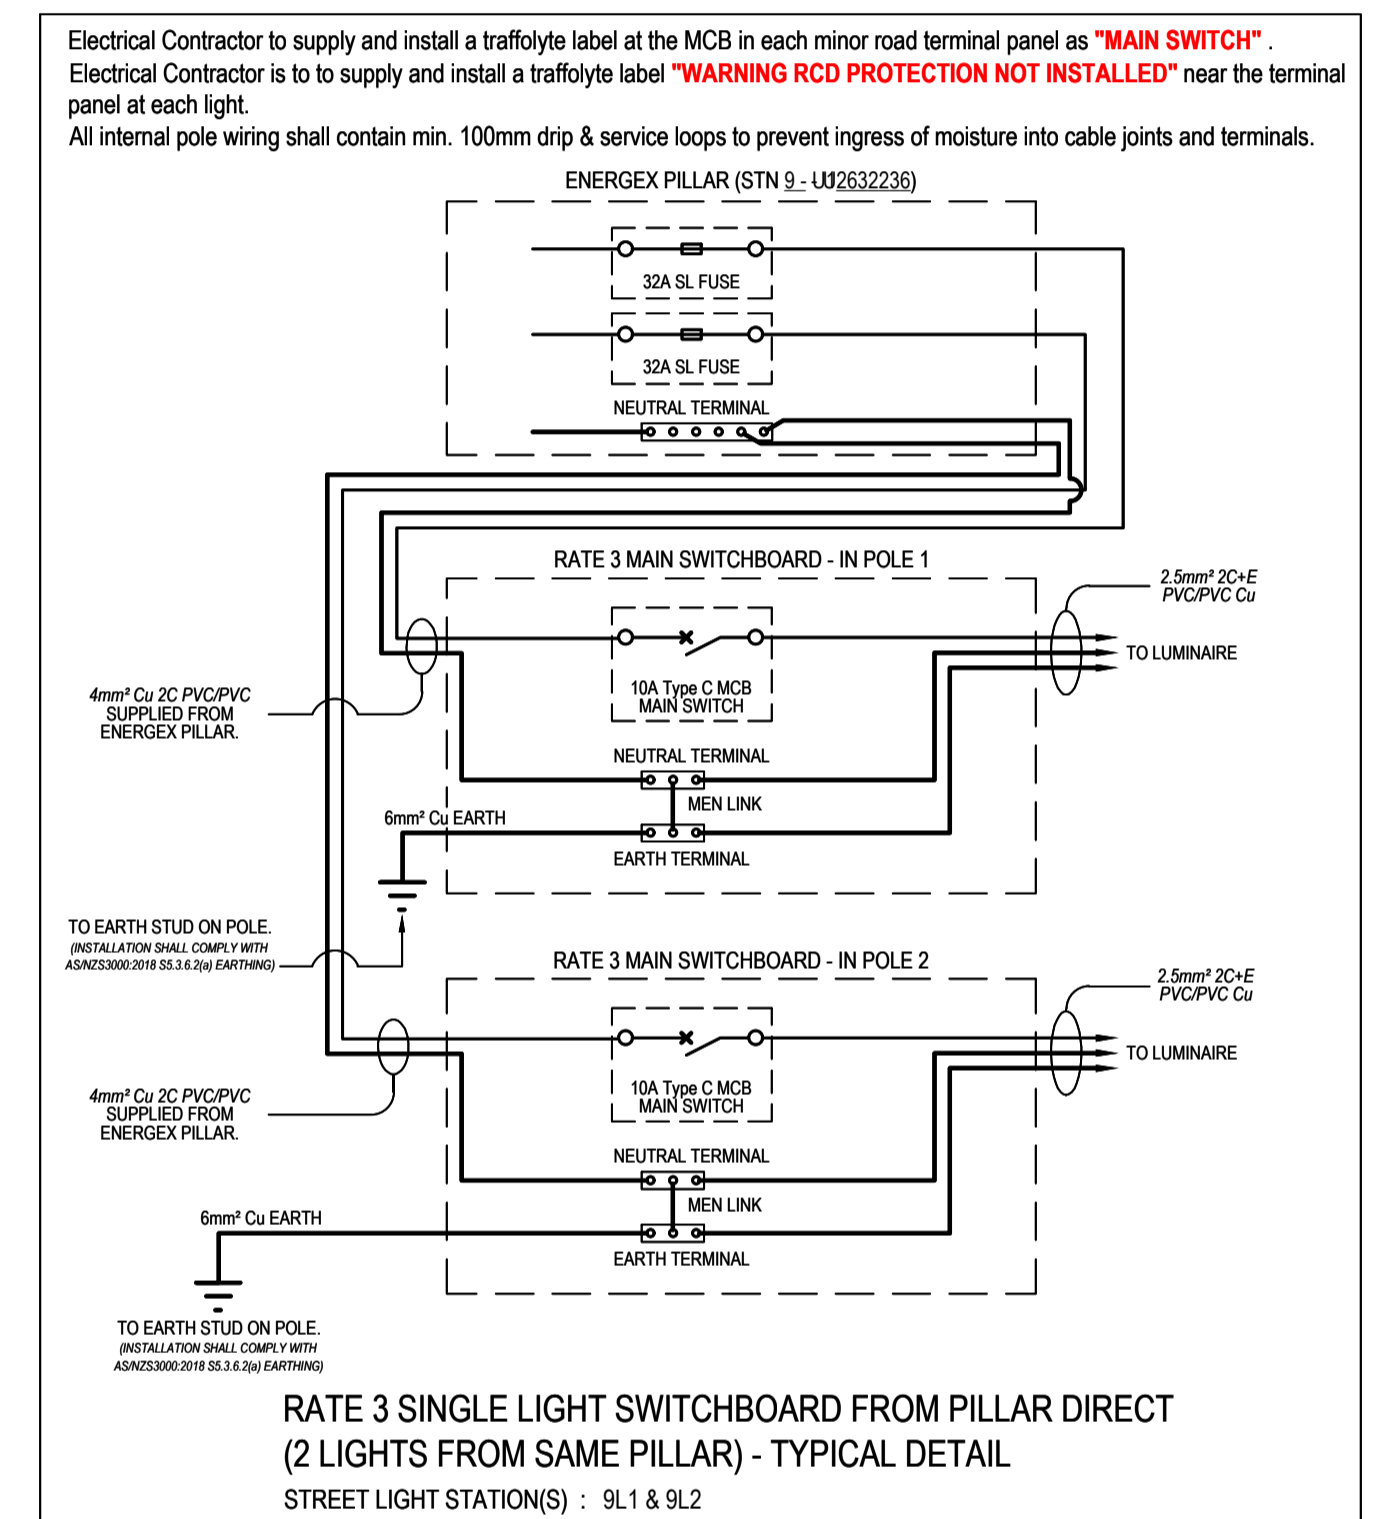 Electrical Contractor to supply and install a traffolyte label at the MCB in each minor road terminal panel as "MAIN SWITCH" .
Electrical Contractor is to to supply and install a traffolyte label "WARNING RCD PROTECTION NOT INSTALLED" near the terminal
panel at each light.
All internal pole wiring shall contain min. 100mm drip & service loops to prevent ingress of moisture into cable joints and terminals.
ENERGEX PILLAR (STN 9 - 2632236)
32A SL FUSE
32A SL FUSE
NEUTRAL TERMINAL
RATE 3 MAIN SWITCHBOARD - IN POLE 1
2.5mm² 2C+E
PVC/PVC Cu
TO LUMINAIRE
4mm² Cu 2C PVC/PVC
SUPPLIED FROM
ENERGEX PILLAR.
10A Type C MCB
MAIN SWITCH
NEUTRAL TERMINAL
MEN LINK
6mm² Cu EARTH
EARTH TERMINAL
TO EARTH STUD ON POLE.
(INSTALLATION SHALL COMPLY WITH
AS/NZS3000:2018 S5.3.6.2(a) EARTHING)
RATE 3 MAIN SWITCHBOARD - IN POLE 2
2.5mm² 2C+E
PVC/PVC Cu
TO LUMINAIRE
4mm² Cu 2C PVC/PVC
SUPPLIED FROM
ENERGEX PILLAR.
10A Type C MCB
MAIN SWITCH
NEUTRAL TERMINAL
MEN LINK
6mm² Cu EARTH
EARTH TERMINAL
TO EARTH STUD ON POLE.
(INSTALLATION SHALL COMPLY WITH
AS/NZS3000:2018 S5.3.6.2(a) EARTHING)
RATE 3 SINGLE LIGHT SWITCHBOARD FROM PILLAR DIRECT
(2 LIGHTS FROM SAME PILLAR) - TYPICAL DETAIL
STREET LIGHT STATION(S) : 9L1 & 9L2